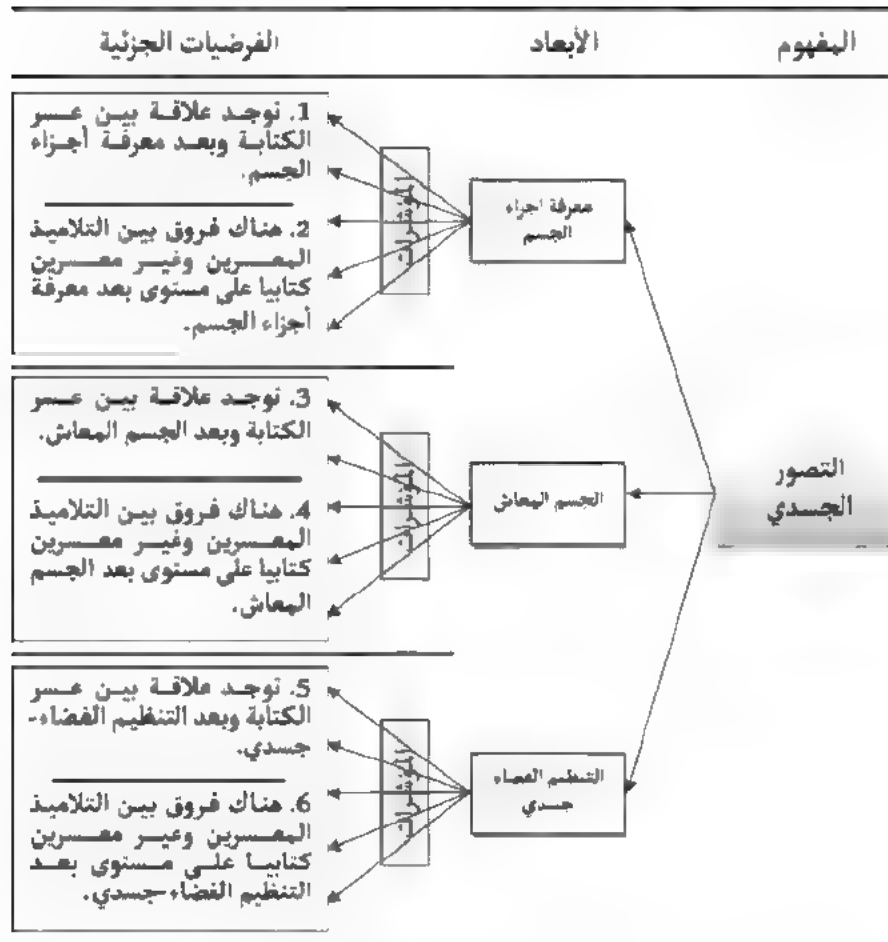 المفهوم
الأبعاد
الفرضيات الجزئية
التصور
الجسدي
معرفة اجزاء
الجسم
المؤشرات
1. توجد علاقة بين عسر
الكتابة وبعد معرفة أجزاء
الجسم.
2. هناك فروق بين التلاميذ
المعسرين وغير معسرين
كتابيا على مستوى بعد معرفة
أجزاء الجسم.
الجسم المعاش
المؤشرات
3. توجد علاقة بين عسر
الكتابة وبعد الجسم المعاش.
4. هناك فروق بين التلاميذ
المعسرين وغير معسرين
كتابيا على مستوى بعد الجسم
المعاش.
التنظيم الفضاء
جسدي
المؤشرات
5. توجد علاقة بين عسر
الكتابة وبعد التنظيم الفضاء-
جسدي.
6. هناك فروق بين التلاميذ
المعسرين وغير معسرين
كتابيا على مستوى بعد
التنظيم الفضاء-جسدي.